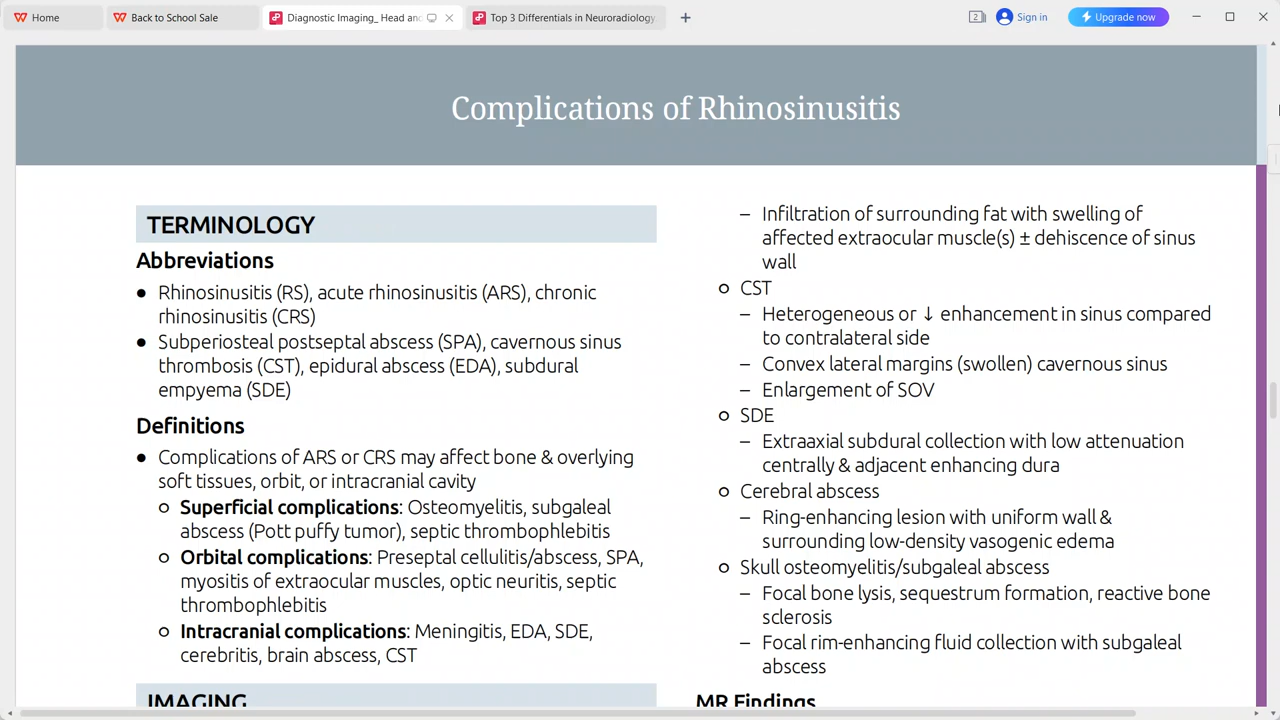 Home
Back to School Sale
Diagnostic Imaging_ Head and
Top 3 Differentials in Neuroradiology
2
Sign in
Upgrade now
Complications of Rhinosinusitis
TERMINOLOGY
Abbreviations
● Rhinosinusitis (RS), acute rhinosinusitis (ARS), chronic
rhinosinusitis (CRS)
● Subperiosteal postseptal abscess (SPA), cavernous sinus
thrombosis (CST), epidural abscess (EDA), subdural
empyema (SDE)
Definitions
● Complications of ARS or CRS may affect bone & overlying
soft tissues, orbit, or intracranial cavity
○ Superficial complications: Osteomyelitis, subgaleal
abscess (Pott puffy tumor), septic thrombophlebitis
○ Orbital complications: Preseptal cellulitis/abscess, SPA,
myositis of extraocular muscles, optic neuritis, septic
thrombophlebitis
○ Intracranial complications: Meningitis, EDA, SDE,
cerebritis, brain abscess, CST
IMAGING
– Infiltration of surrounding fat with swelling of
affected extraocular muscle(s) ± dehiscence of sinus
wall
○ CST
– Heterogeneous or ↓ enhancement in sinus compared
to contralateral side
– Convex lateral margins (swollen) cavernous sinus
– Enlargement of SOV
○ SDE
– Extraaxial subdural collection with low attenuation
centrally & adjacent enhancing dura
○ Cerebral abscess
– Ring-enhancing lesion with uniform wall &
surrounding low-density vasogenic edema
○ Skull osteomyelitis/subgaleal abscess
– Focal bone lysis, sequestrum formation, reactive bone
sclerosis
– Focal rim-enhancing fluid collection with subgaleal
abscess
MR Findings